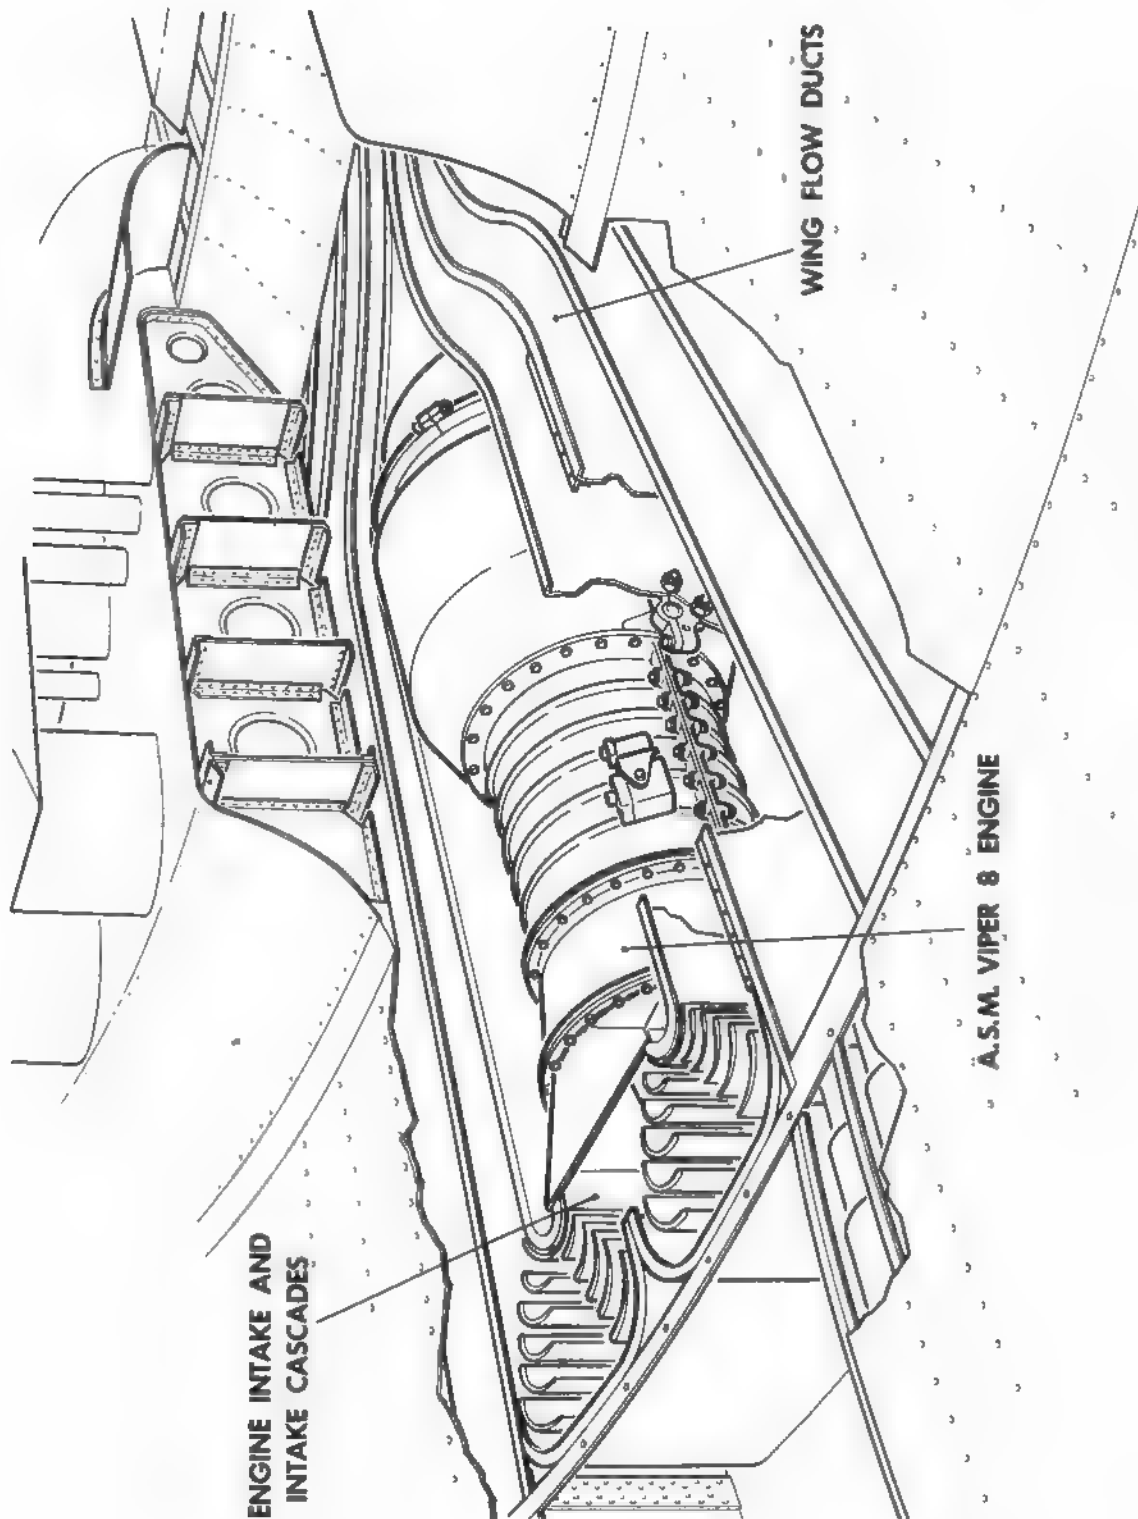 ENGINE INTAKE AND
INTAKE CASCADES
A.S.M. VIPER 8 ENGINE
WING FLOW DUCTS